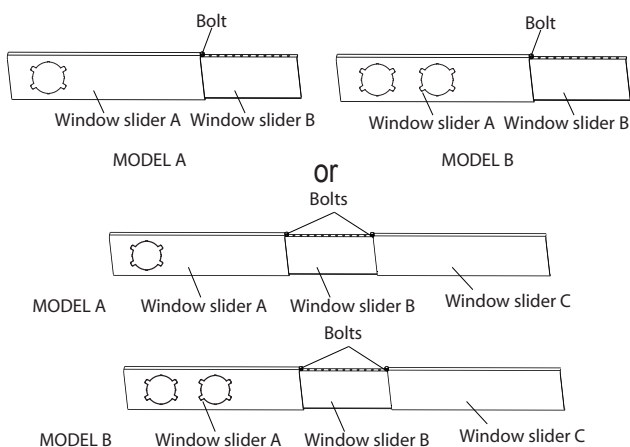 Bolt
Bolt
Window slider A Window slider B
Window slider A Window slider B
MODEL A
MODEL B
or
Bolts
MODEL A Window slider A Window slider B Window slider C
Bolts
MODEL B Window slider A Window slider B Window slider C